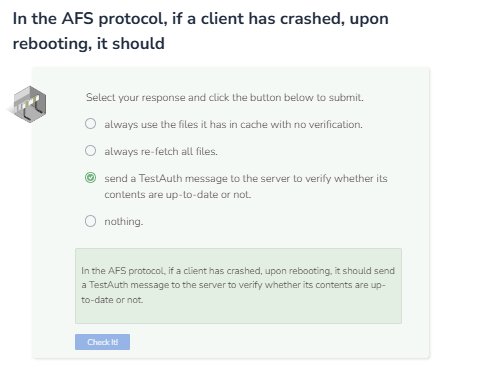 In the AFS protocol, if a client has crashed, upon
rebooting, it should
Select your response and click the button below to submit.
always use the files it has in cache with no verification.
always re-fetch all files.
send a TestAuth message to the server to verify whether its
contents are up-to-date or not.
nothing.
In the AFS protocol, if a client has crashed, upon rebooting, it should send
a TestAuth message to the server to verify whether its contents are up-
to-date or not.
Check It!